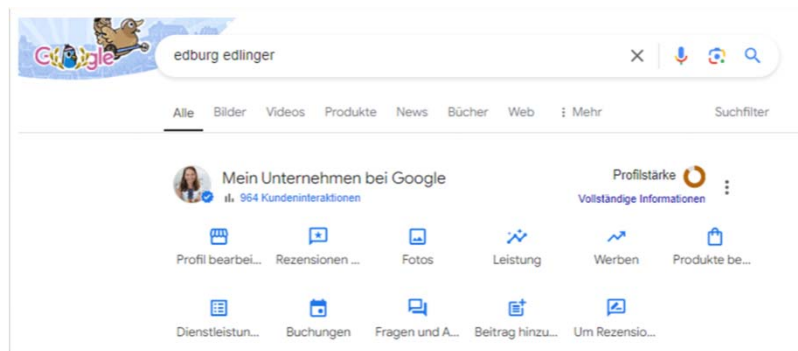 Google
edburg edlinger
Alle Bilder Videos Produkte News Bücher Web Mehr Suchfilter
Mein Unternehmen bei Google
964 Kundeninteraktionen
Profilstärke
Vollständige Informationen
Profil bearbei... Rezensionen ... Fotos Leistung Werben Produkte be...
Dienstleistun... Buchungen Fragen und A... Beitrag hinzu... Um Rezensio...